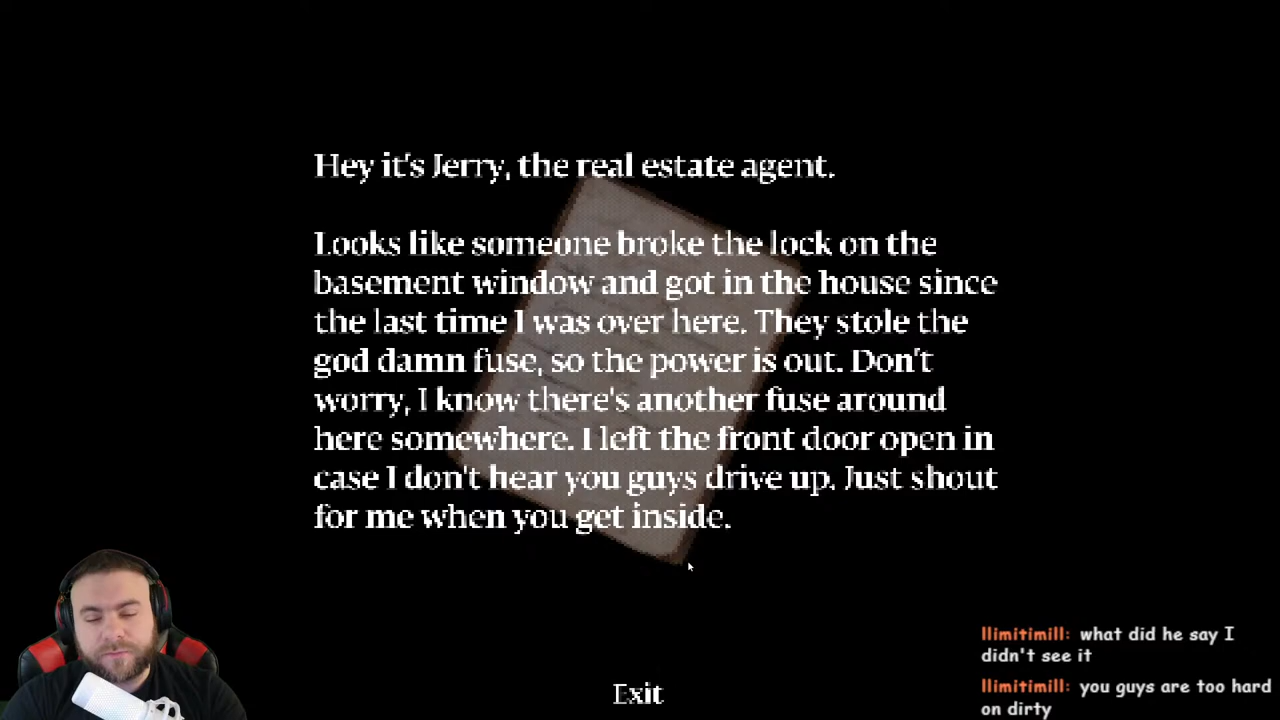 Hey it's Jerry, the real estate agent.
Looks like someone broke the lock on the
basement window and got in the house since
the last time I was over here. They stole the
god damn fuse, so the power is out. Don't
worry, I know there's another fuse around
here somewhere. I left the front door open in
case I don't hear you guys drive up. Just shout
for me when you get inside.
Exit
llimitimill: what did he say I
didn't see it
llimitimill: you guys are too hard
on dirty